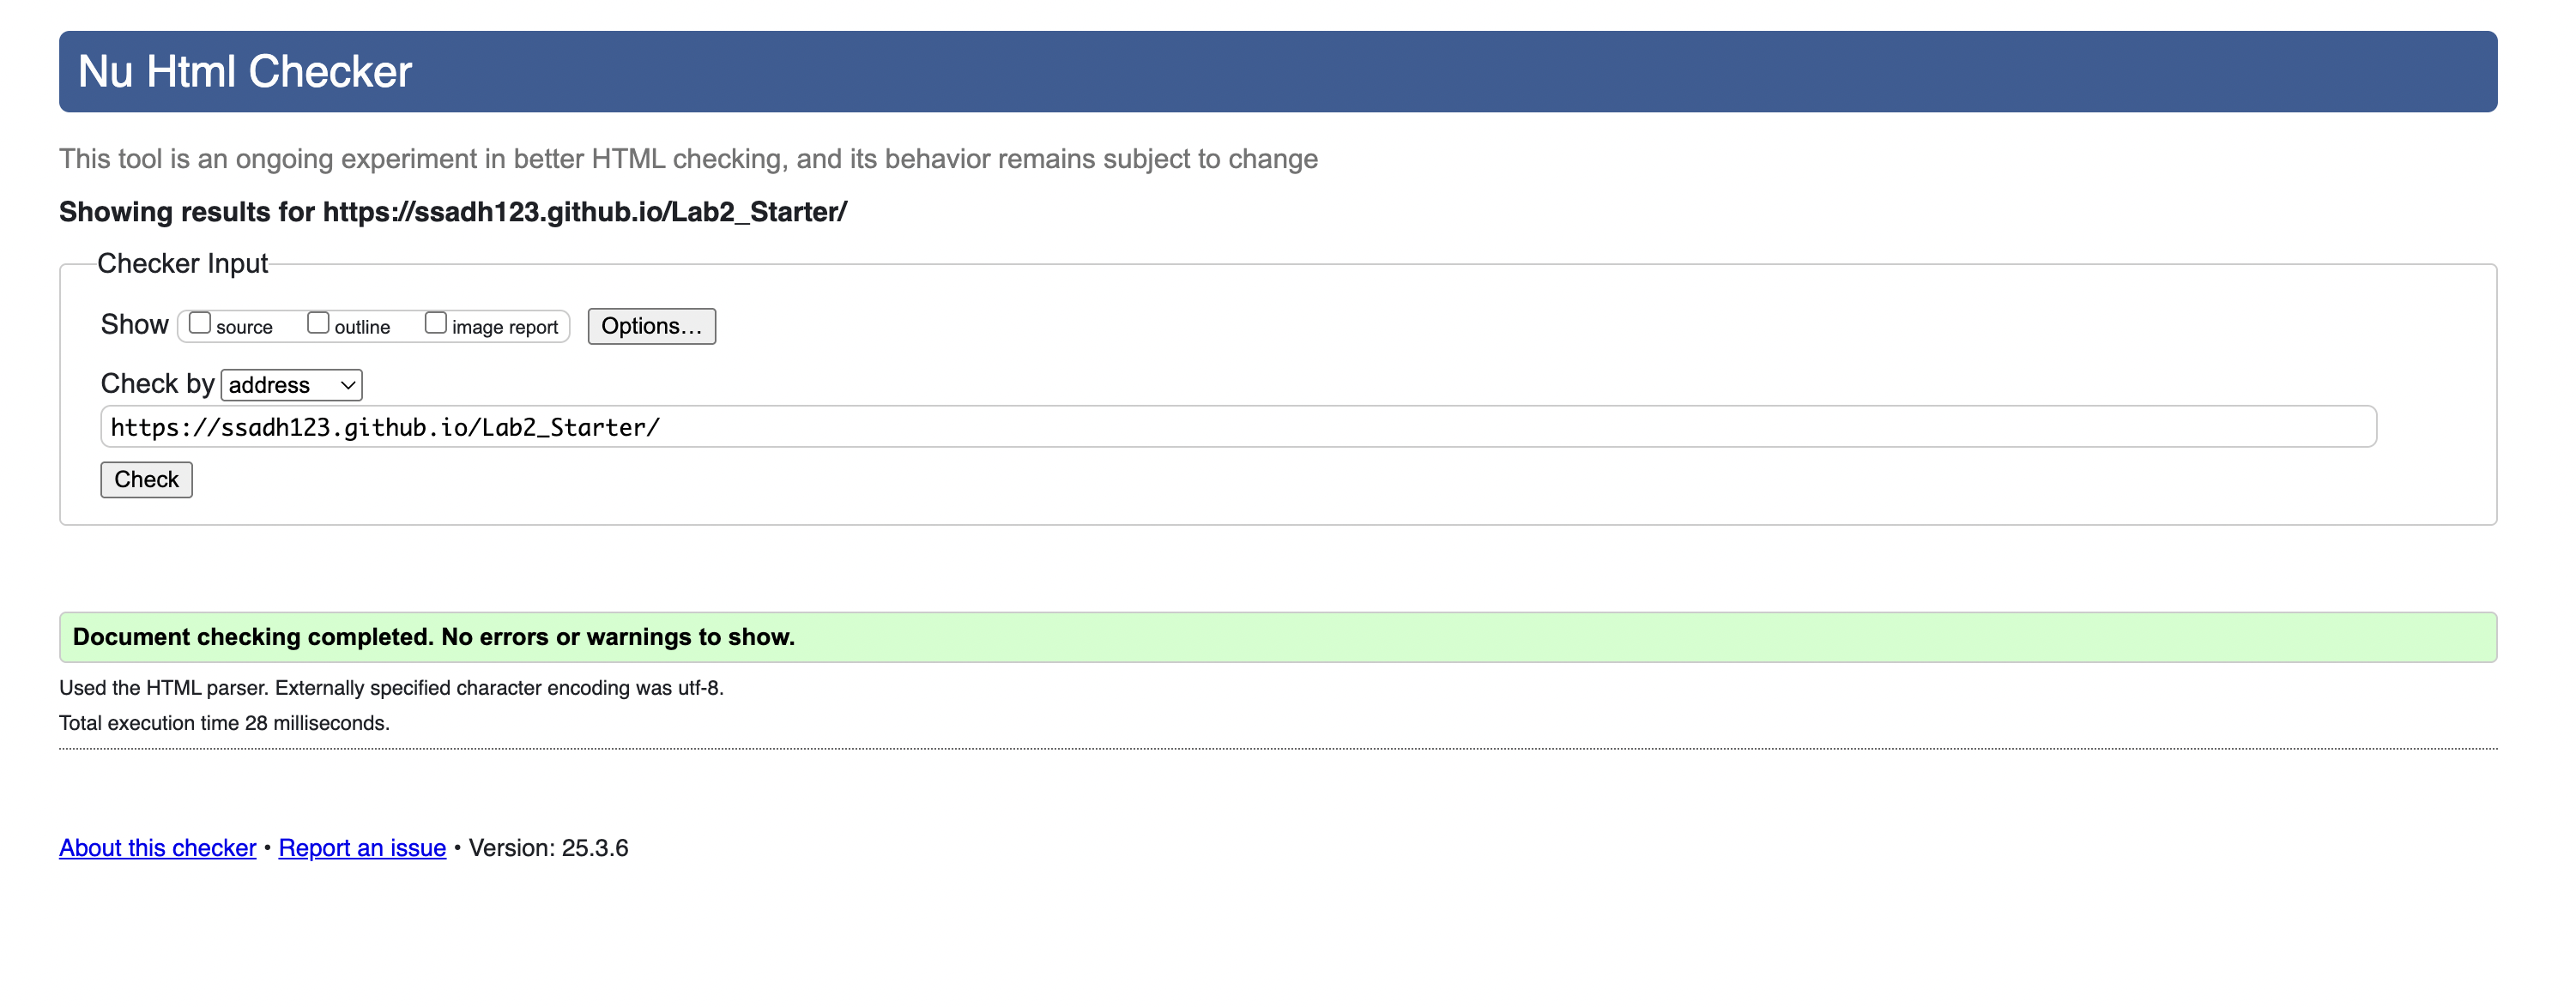 Nu Html Checker
This tool is an ongoing experiment in better HTML checking, and its behavior remains subject to change
Showing results for https://ssadh123.github.io/Lab2_Starter/
Checker Input
Show source outline image report Options…
Check by address
https://ssadh123.github.io/Lab2_Starter/
Check
Document checking completed. No errors or warnings to show.
Used the HTML parser. Externally specified character encoding was utf-8.
Total execution time 28 milliseconds.
About this checker • Report an issue • Version: 25.3.6